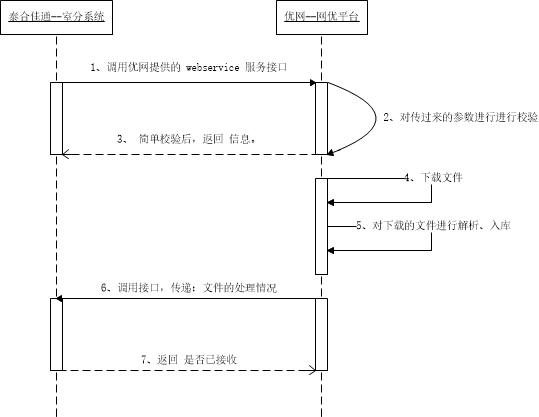 泰合佳通--室分系统
优网--网优平台
1、调用优网提供的 webservice 服务接口
2、对传过来的参数进行进行校验
3、 简单校验后，返回 信息。
4、下载文件
5、对下载的文件进行解析、入库
6、调用接口，传递：文件的处理情况
7、返回 是否已接收